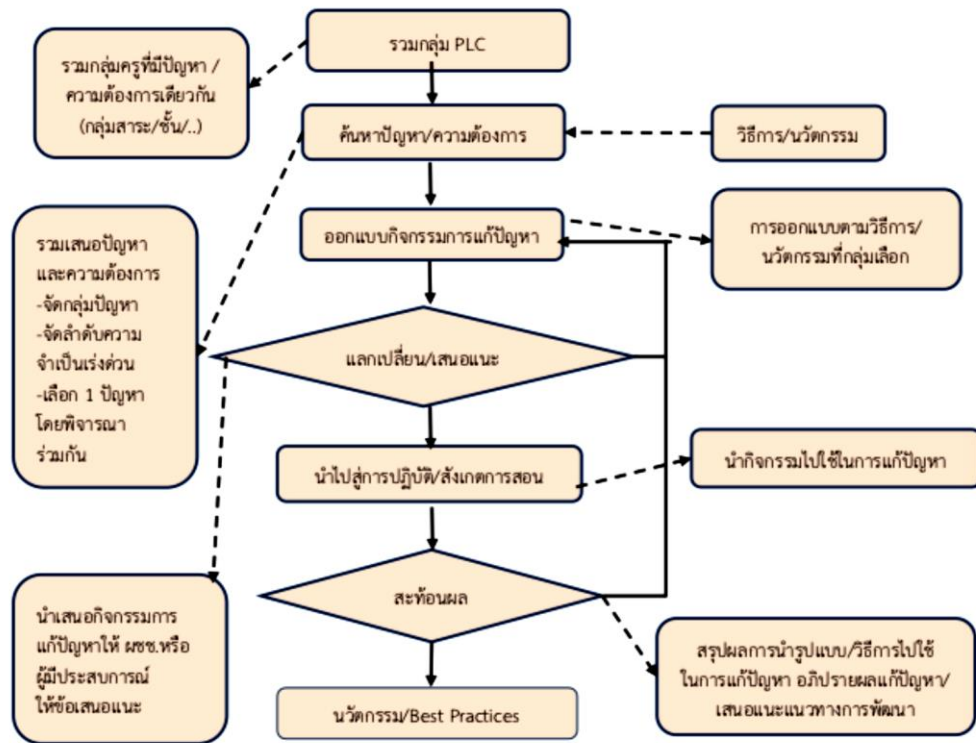 รวมกลุ่ม PLC
รวมกลุ่มครูที่มีปัญหา /
ความต้องการเดียวกัน
(กลุ่มสาระ/ชั้น/..)
ค้นหาปัญหา/ความต้องการ
วิธีการ/นวัตกรรม
ออกแบบกิจกรรมการแก้ปัญหา
การออกแบบตามวิธีการ/
นวัตกรรมที่กลุ่มเลือก
รวมเสนอปัญหา
และความต้องการ
-จัดกลุ่มปัญหา
-จัดลำดับความ
จำเป็นเร่งด่วน
-เลือก 1 ปัญหา
โดยพิจารณา
ร่วมกัน
แลกเปลี่ยน/เสนอแนะ
นำไปสู่การปฏิบัติ/สังเกตการสอน
นำกิจกรรมไปใช้ในการแก้ปัญหา
สะท้อนผล
นำเสนอกิจกรรมการ
แก้ปัญหาให้ ผชช.หรือ
ผู้มีประสบการณ์
ให้ข้อเสนอแนะ
สรุปผลการนำรูปแบบ/วิธีการไปใช้
ในการแก้ปัญหา อภิปรายผลแก้ปัญหา/
เสนอแนะแนวทางการพัฒนา
นวัตกรรม/Best Practices